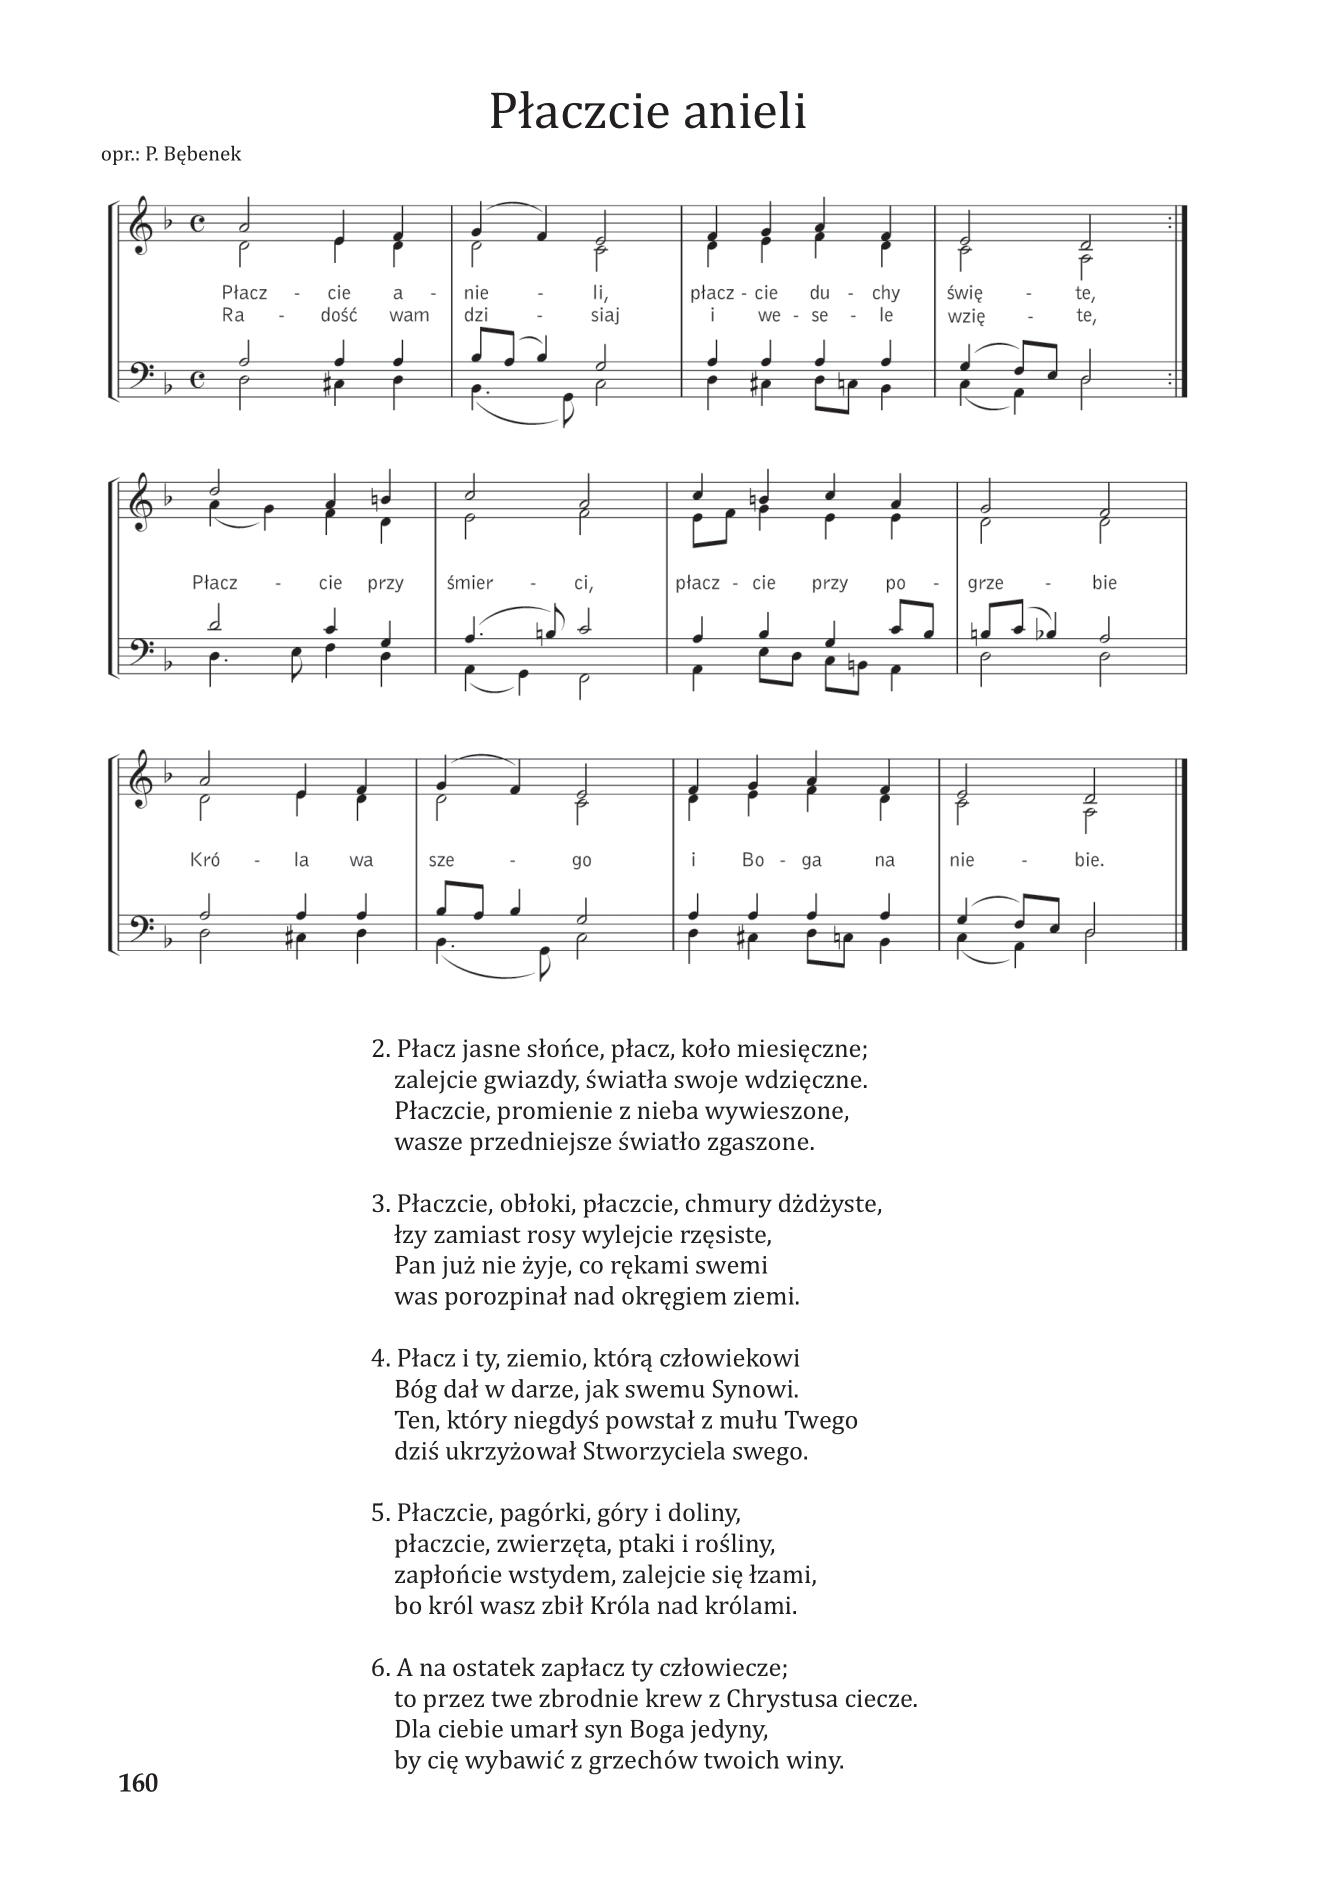 Płaczcie anieli
opr.: P. Bębenek
Płacz - cie a - nie - li, płacz - cie du - chy świę - te,
Ra - dość wam dzi - siaj i we - se - le wzię - te,
Płacz - cie przy śmier - ci, płacz - cie przy po - grze - bie
Kró - la wa sze - go i Bo - ga na nie - bie.
2. Płacz jasne słońce, płacz, koło miesięczne;
zalejcie gwiazdy, światła swoje wdzięczne.
Płaczcie, promienie z nieba wywieszone,
wasze przedniejsze światło zgaszone.
3. Płaczcie, obłoki, płaczcie, chmury dżdżyste,
łzy zamiast rosy wylejcie rzęsiste,
Pan już nie żyje, co rękami swemi
was porozpinał nad okręgiem ziemi.
4. Płacz i ty, ziemio, którą człowiekowi
Bóg dał w darze, jak swemu Synowi.
Ten, który niegdyś powstał z mułu Twego
dziś ukrzyżował Stworzyciela swego.
5. Płaczcie, pagórki, góry i doliny,
płaczcie, zwierzęta, ptaki i rośliny,
zapłońcie wstydem, zalejcie się łzami,
bo król wasz zbił Króla nad królami.
6. A na ostatek zapłacz ty człowiecze;
to przez twe zbrodnie krew z Chrystusa ciecze.
Dla ciebie umarł syn Boga jedyny,
by cię wybawić z grzechów twoich winy.
160